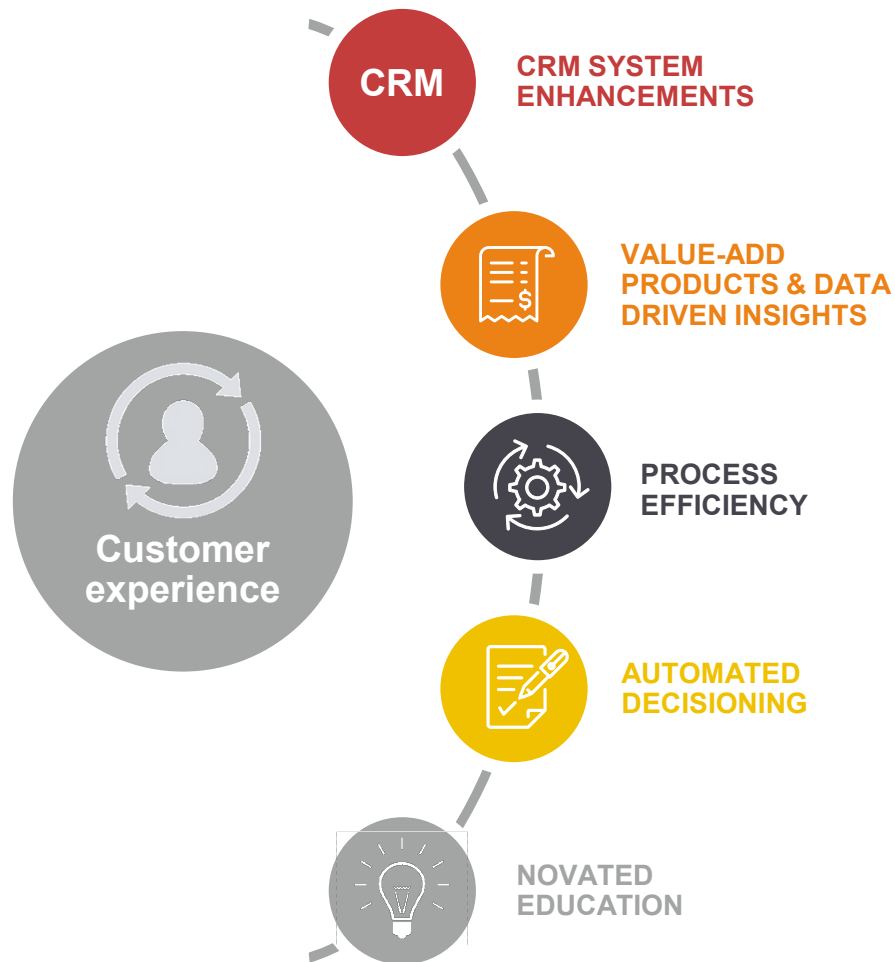 CRM
CRM SYSTEM
ENHANCEMENTS
VALUE-ADD
PRODUCTS & DATA
DRIVEN INSIGHTS
$
Customer
experience
PROCESS
EFFICIENCY
AUTOMATED
DECISIONING
NOVATED
EDUCATION